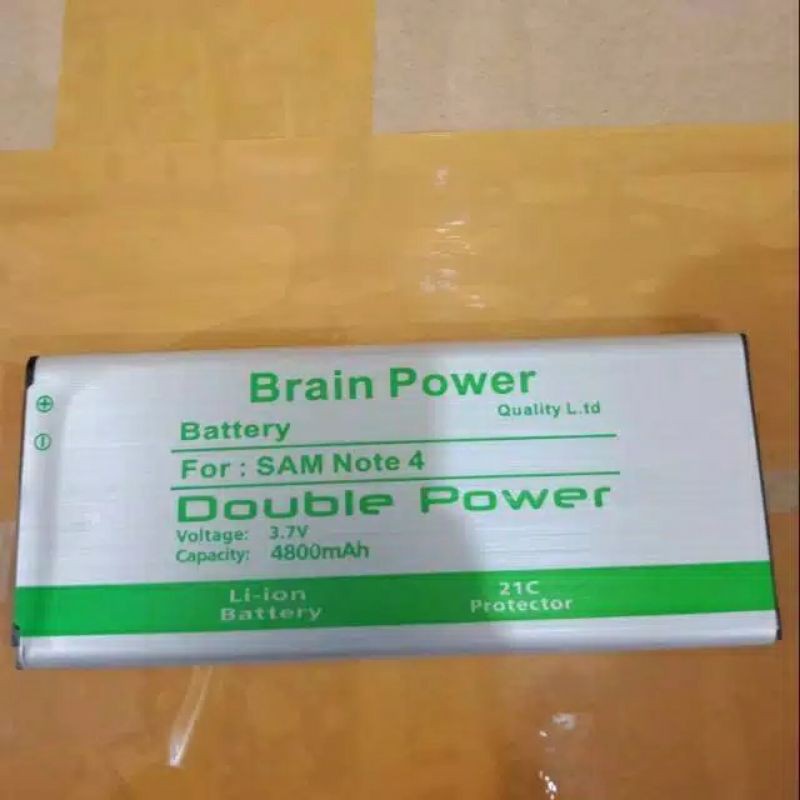 Brain Power
Quality L.td
Battery
For : SAM Note 4
Double Power
Voltage: 3.7V
Capacity: 4800mAh
Li-ion
Battery
21C
Protector